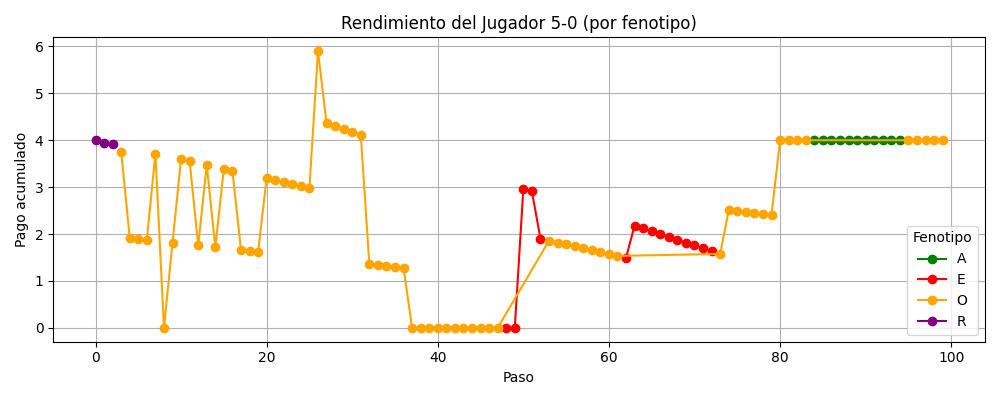 Rendimiento del Jugador 5-0 (por fenotipo)
Pago acumulado
6
5
4
3
2
1
0
0 20 40 60 80 100
Paso
Fenotipo
A
E
O
R